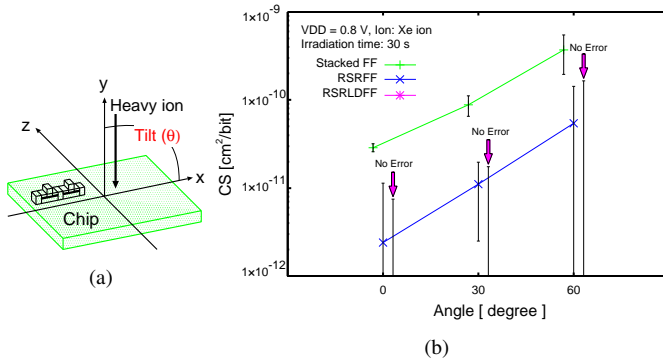 y
Heavy ion
z
Tilt (θ)
x
Chip
(a)
1×10⁻⁹
VDD = 0.8 V, Ion: Xe ion
Irradiation time: 30 s
Stacked FF
RSRFF
RSRLDFF
No Error
1×10⁻¹⁰
No Error
No Error
CS [cm²/bit]
1×10⁻¹¹
1×10⁻¹²
0 30 60
Angle [ degree ]
(b)